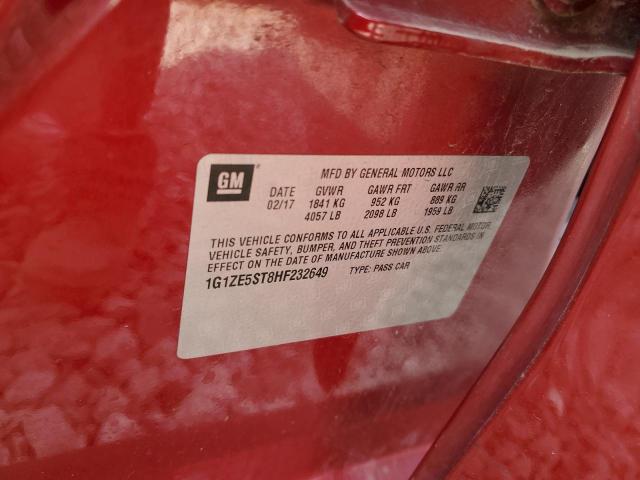 GM
MFD BY GENERAL MOTORS LLC
DATE GVWR GAWR FRT GAWR RR
02/17 1841 KG 952 KG 889 KG
4057 LB 2098 LB 1959 LB
THIS VEHICLE CONFORMS TO ALL APPLICABLE U.S. FEDERAL MOTOR
VEHICLE SAFETY, BUMPER, AND THEFT PREVENTION STANDARDS IN
EFFECT ON THE DATE OF MANUFACTURE SHOWN ABOVE.
1G1ZE5ST8HF232649 TYPE: PASS CAR